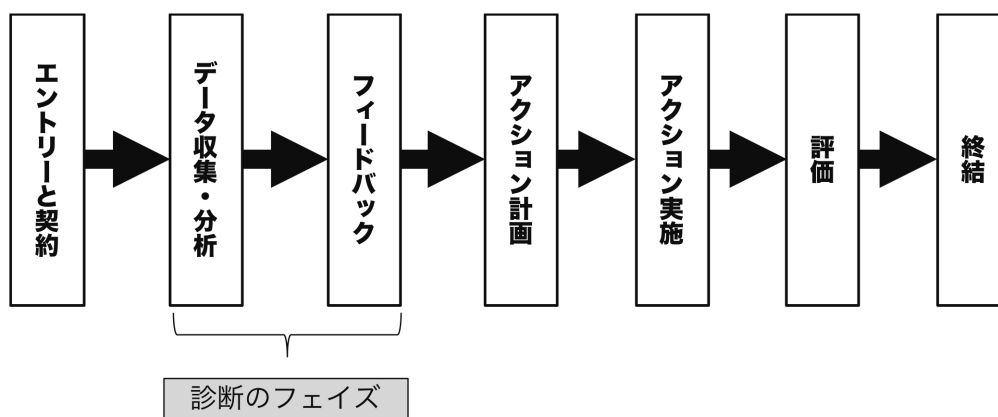 エントリーと契約
データ収集・分析
フィードバック
アクション計画
アクション実施
評価
終結
診断のフェイズ